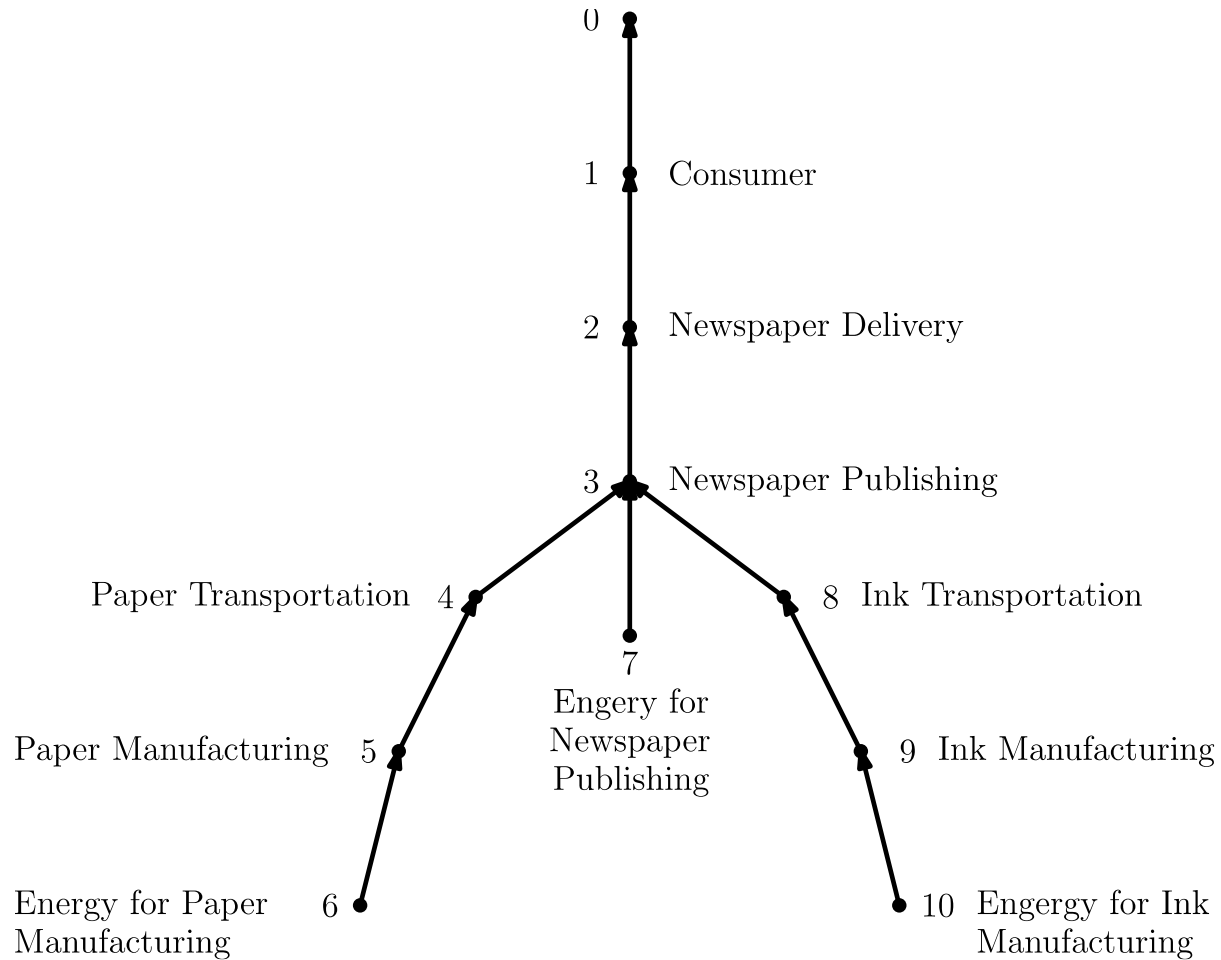 0
1 Consumer
2 Newspaper Delivery
3 Newspaper Publishing
Paper Transportation 4
8 Ink Transportation
7
Engery for
Newspaper
Publishing
Paper Manufacturing 5
9 Ink Manufacturing
Energy for Paper
Manufacturing
6
10
Engergy for Ink
Manufacturing